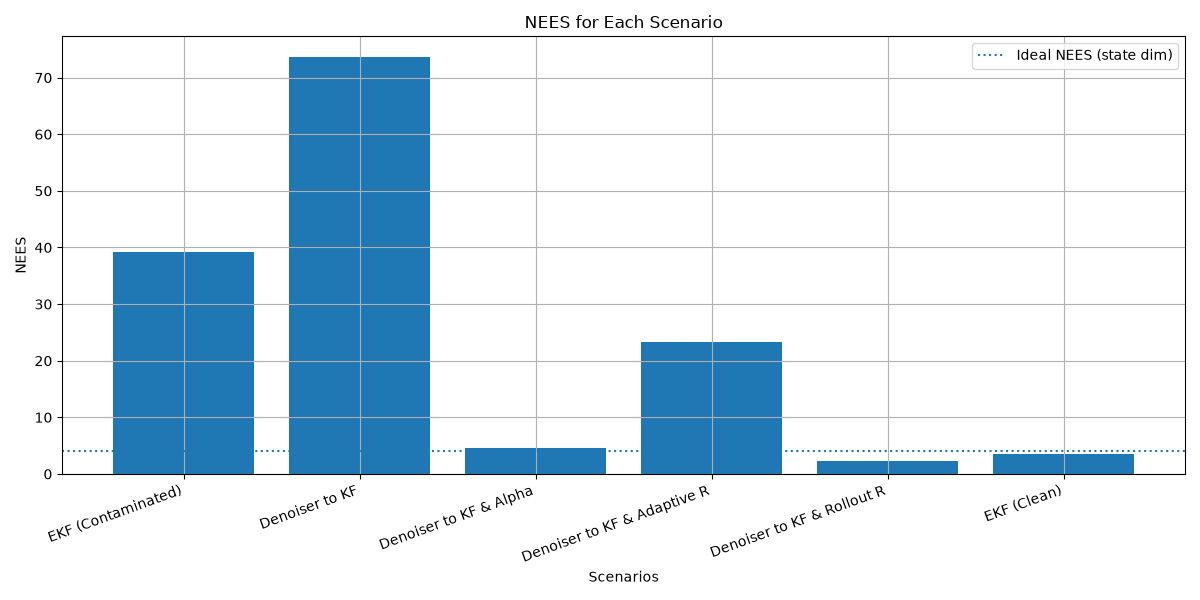 NEES for Each Scenario
Ideal NEES (state dim)
NEES
70
60
50
40
30
20
10
0
EKF (Contaminated)
Denoiser to KF
Denoiser to KF & Alpha
Denoiser to KF & Adaptive R
Denoiser to KF & Rollout R
EKF (Clean)
Scenarios